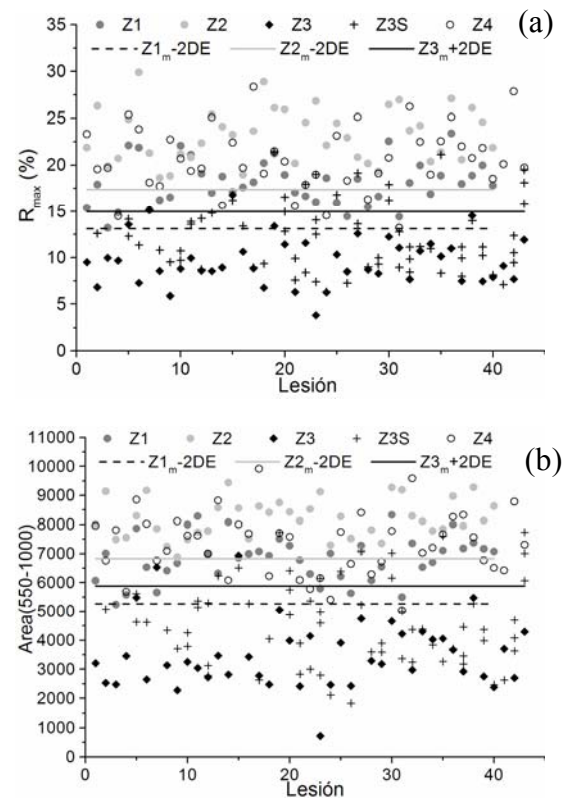 (a)
Z1 Z2 Z3 Z3S Z4
Z1m-2DE Z2m-2DE Z3m+2DE
35
30
25
20
15
10
5
0
Rmax (%)
0 10 20 30 40
Lesión
(b)
Z1 Z2 Z3 Z3S Z4
Z1m-2DE Z2m-2DE Z3m+2DE
11000
10000
9000
8000
7000
6000
5000
4000
3000
2000
1000
0
Area(550-1000)
0 10 20 30 40
Lesión